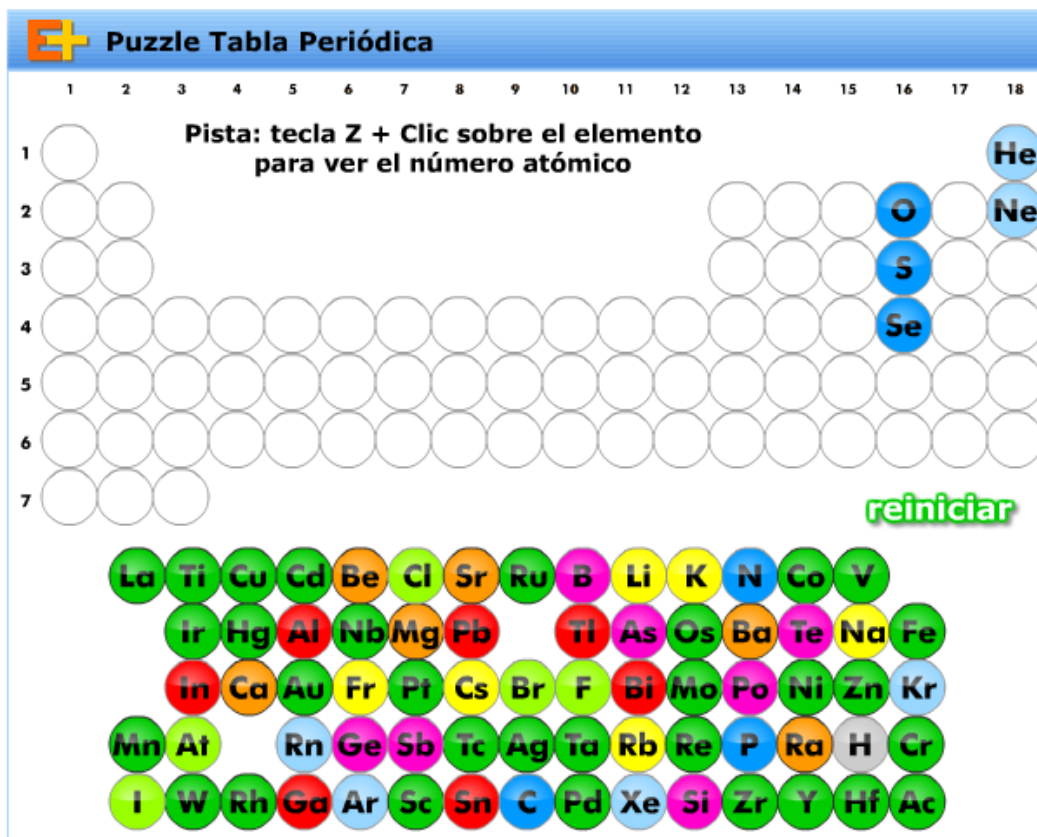 E+ Puzzle Tabla Periódica
1 2 3 4 5 6 7 8 9 10 11 12 13 14 15 16 17 18
Pista: tecla Z + Clic sobre el elemento
para ver el número atómico
1 He
2 O Ne
3 S
4 Se
5
6
7
reiniciar
La Ti Cu Cd Be Cl Sr Ru B Li K N Co V
Ir Hg Al Nb Mg Pb Tl As Os Ba Te Na Fe
In Ca Au Fr Pt Cs Br F Bi Mo Po Ni Zn Kr
Mn At Rn Ge Sb Tc Ag Ta Rb Re P Ra H Cr
I W Rh Ga Ar Sc Sn C Pd Xe Si Zr Y Hf Ac